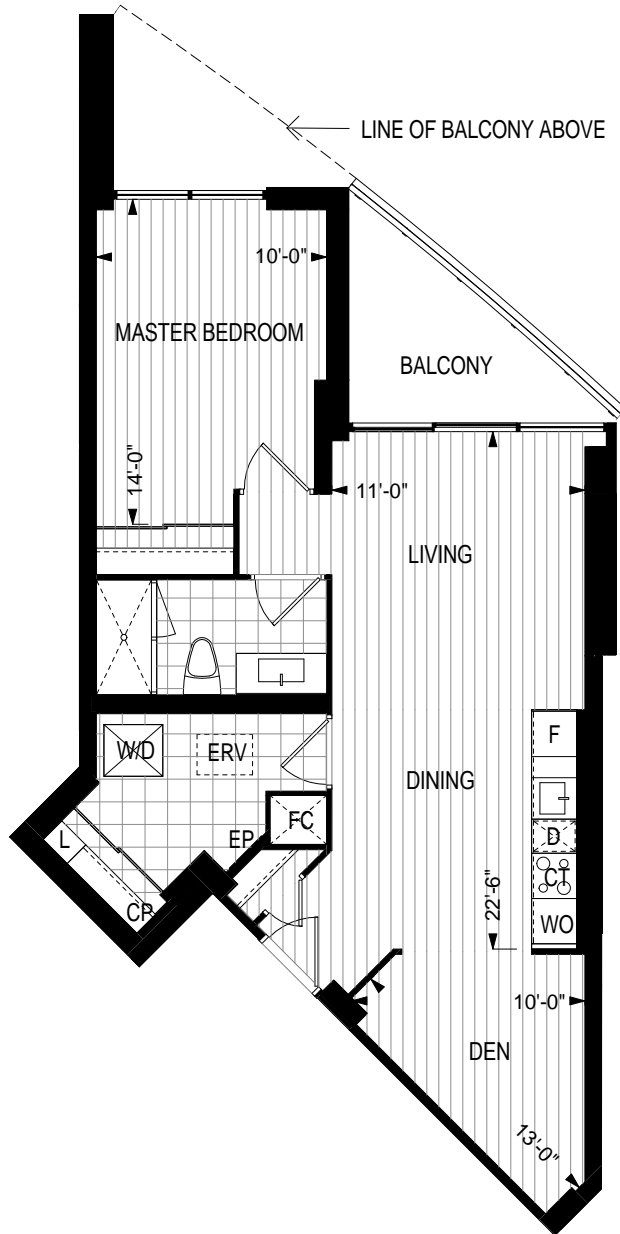 LINE OF BALCONY ABOVE
10'-0"
MASTER BEDROOM
BALCONY
14'-0"
11'-0"
LIVING
F
W/D
ERV
DINING
FC
L
EP
D
CT
CP
22'-6"
WO
10'-0"
DEN
13'-0"